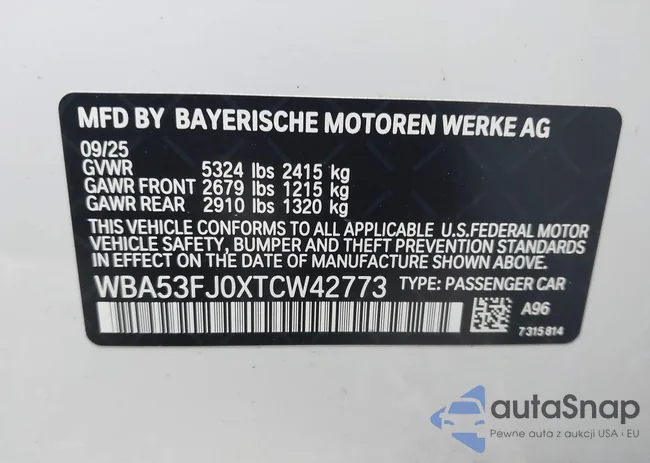 MFD BY BAYERISCHE MOTOREN WERKE AG
09/25
GVWR 5324 lbs 2415 kg
GAWR FRONT 2679 lbs 1215 kg
GAWR REAR 2910 lbs 1320 kg
THIS VEHICLE CONFORMS TO ALL APPLICABLE U.S.FEDERAL MOTOR
VEHICLE SAFETY, BUMPER AND THEFT PREVENTION STANDARDS
IN EFFECT ON THE DATE OF MANUFACTURE SHOWN ABOVE.
WBA53FJ0XTCW42773 TYPE: PASSENGER CAR
A96
7315814
autaSnap
Pewne auta z aukcji USA i EU